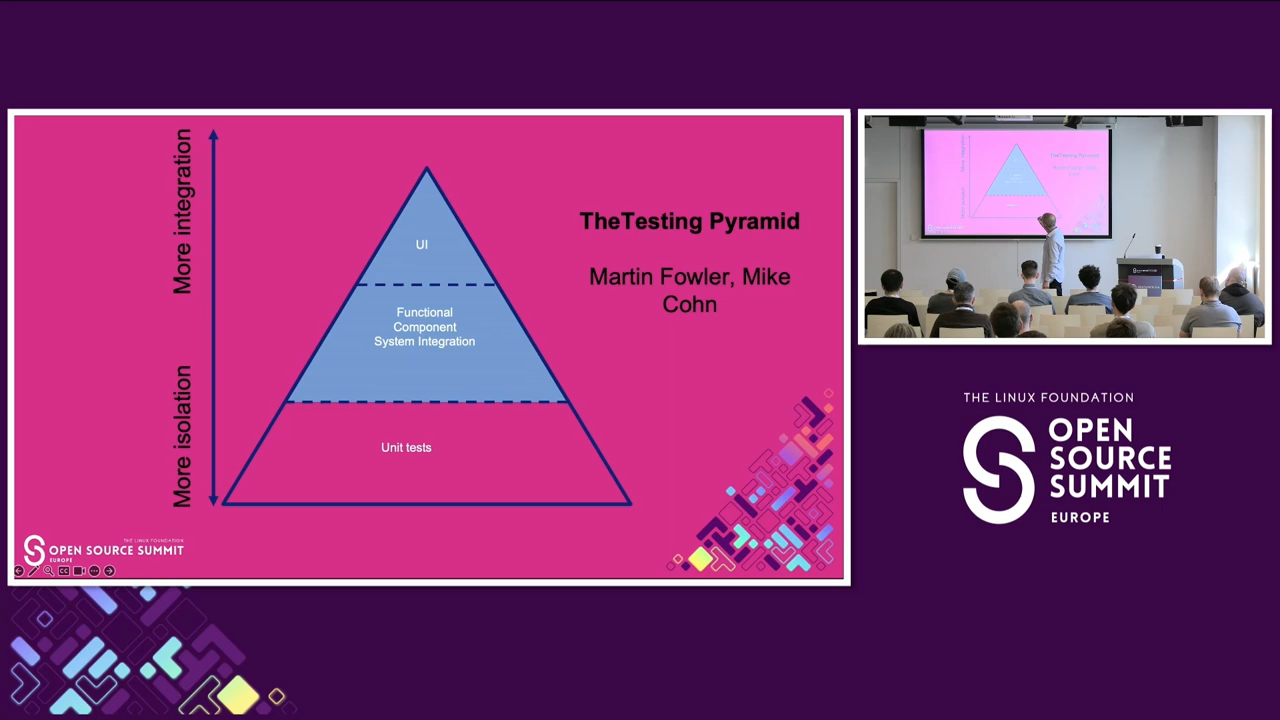 More integration
More isolation
UI
Functional
Component
System Integration
Unit tests
TheTesting Pyramid
Martin Fowler, Mike
Cohn
THE LINUX FOUNDATION
OPEN SOURCE SUMMIT
EUROPE
CC
THE LINUX FOUNDATION
OPEN
SOURCE
SUMMIT
EUROPE